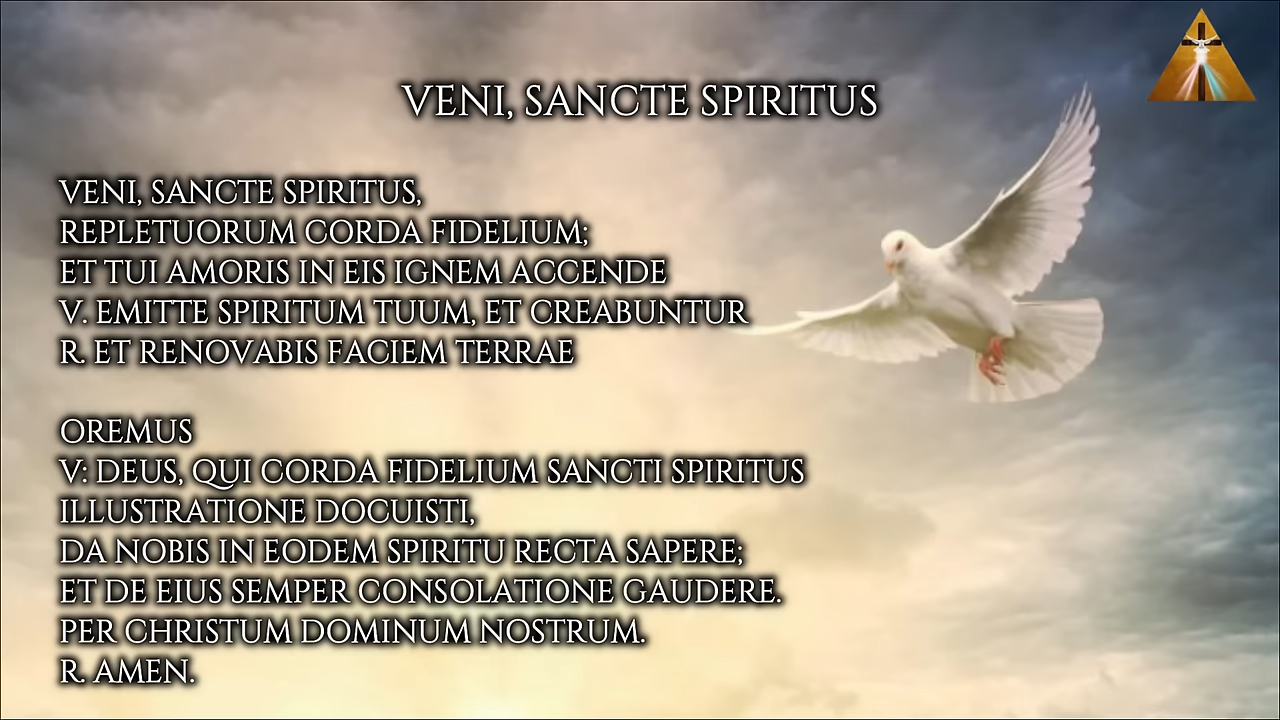 VENI, SANCTE SPIRITUS
VENI, SANCTE SPIRITUS,
REPLETUORUM CORDA FIDELIUM;
ET TUI AMORIS IN EIS IGNEM ACCENDE
V. EMITTE SPIRITUM TUUM, ET CREABUNTUR
R. ET RENOVABIS FACIEM TERRAE
OREMUS
V: DEUS, QUI CORDA FIDELIUM SANCTI SPIRITUS
ILLUSTRATIONE DOCUISTI,
DA NOBIS IN EODEM SPIRITU RECTA SAPERE;
ET DE EIUS SEMPER CONSOLATIONE GAUDERE.
PER CHRISTUM DOMINUM NOSTRUM.
R. AMEN.